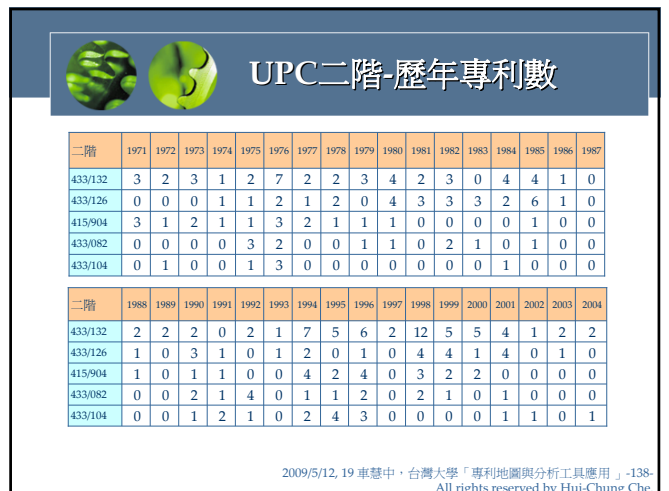 UPC二階-歷年專利數
二階 1971 1972 1973 1974 1975 1976 1977 1978 1979 1980 1981 1982 1983 1984 1985 1986 1987
433/132 3 2 3 1 2 7 2 2 3 4 2 3 0 4 4 1 0
433/126 0 0 0 1 1 2 1 2 0 4 3 3 3 2 6 1 0
415/904 3 1 2 1 1 3 2 1 1 1 0 0 0 0 1 0 0
433/082 0 0 0 0 3 2 0 0 1 1 0 2 1 0 1 0 0
433/104 0 1 0 0 1 3 0 0 0 0 0 0 0 1 0 0 0
二階 1988 1989 1990 1991 1992 1993 1994 1995 1996 1997 1998 1999 2000 2001 2002 2003 2004
433/132 2 2 2 0 2 1 7 5 6 2 12 5 5 4 1 2 2
433/126 1 0 3 1 0 1 2 0 1 0 4 4 1 4 0 1 0
415/904 1 0 1 1 0 0 4 2 4 0 3 2 2 0 0 0 0
433/082 0 0 2 1 4 0 1 1 2 0 2 1 0 1 0 0 0
433/104 0 0 1 2 1 0 2 4 3 0 0 0 0 1 1 0 1
2009/5/12, 19 車慧中・台灣大學「專利地圖與分析工具應用 」-138-
All rights reserved by Hui-Chung Che.